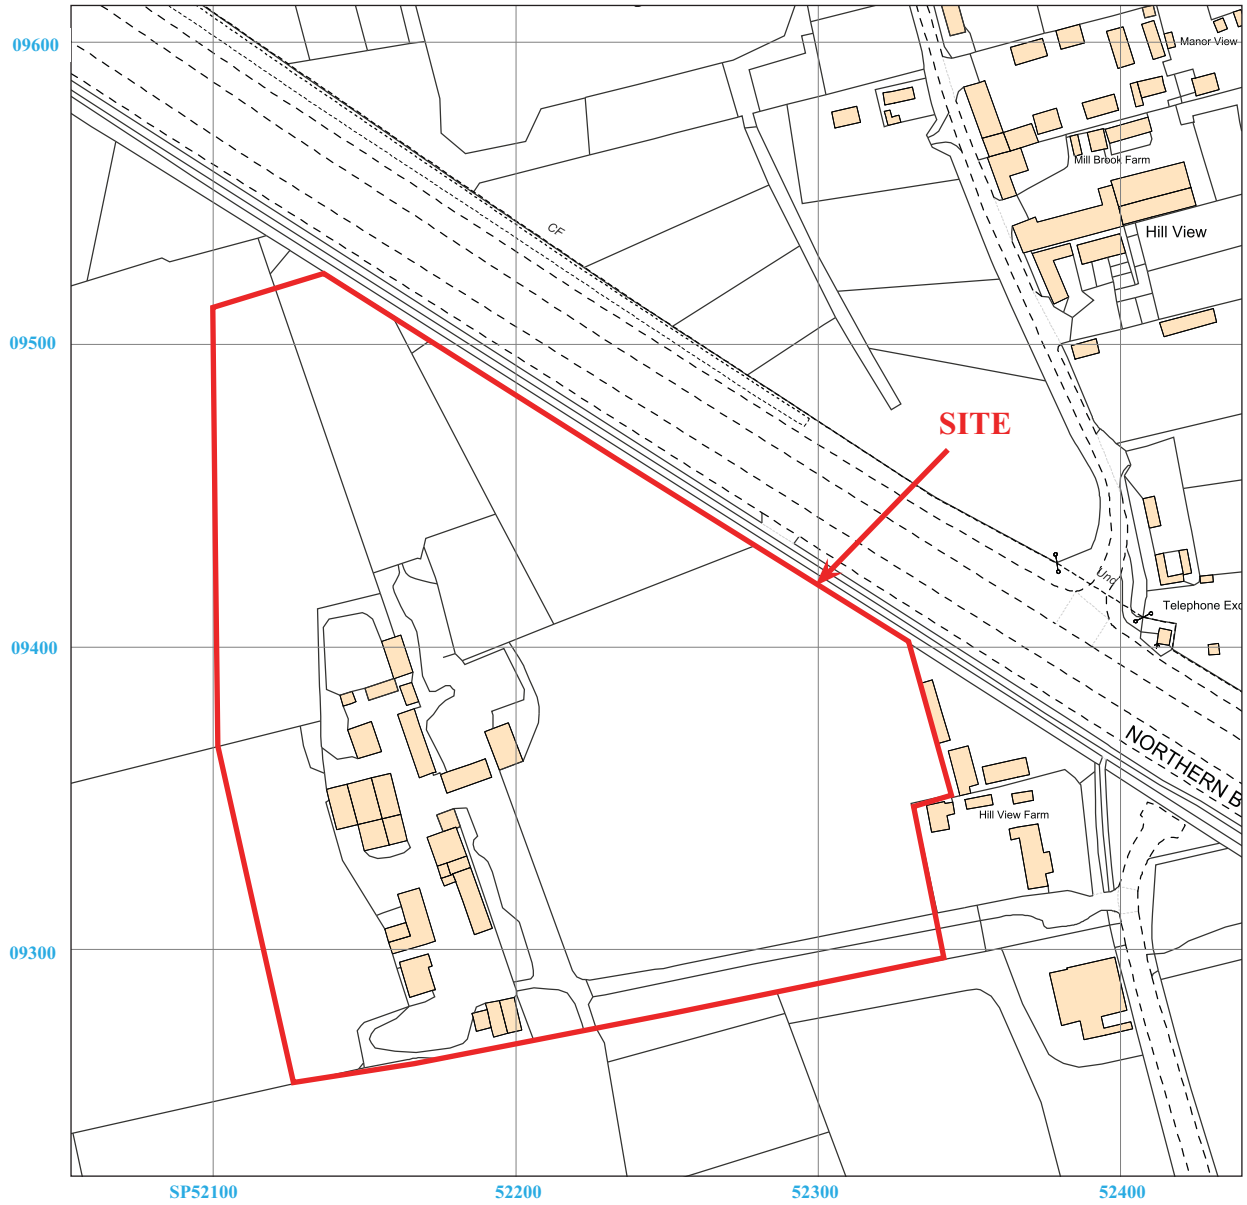 09600
Manor View
Mill Brook Farm
CF
Hill View
09500
SITE
Und
Telephone Exc
09400
NORTHERN B
Hill View Farm
09300
SP52100
52200
52300
52400